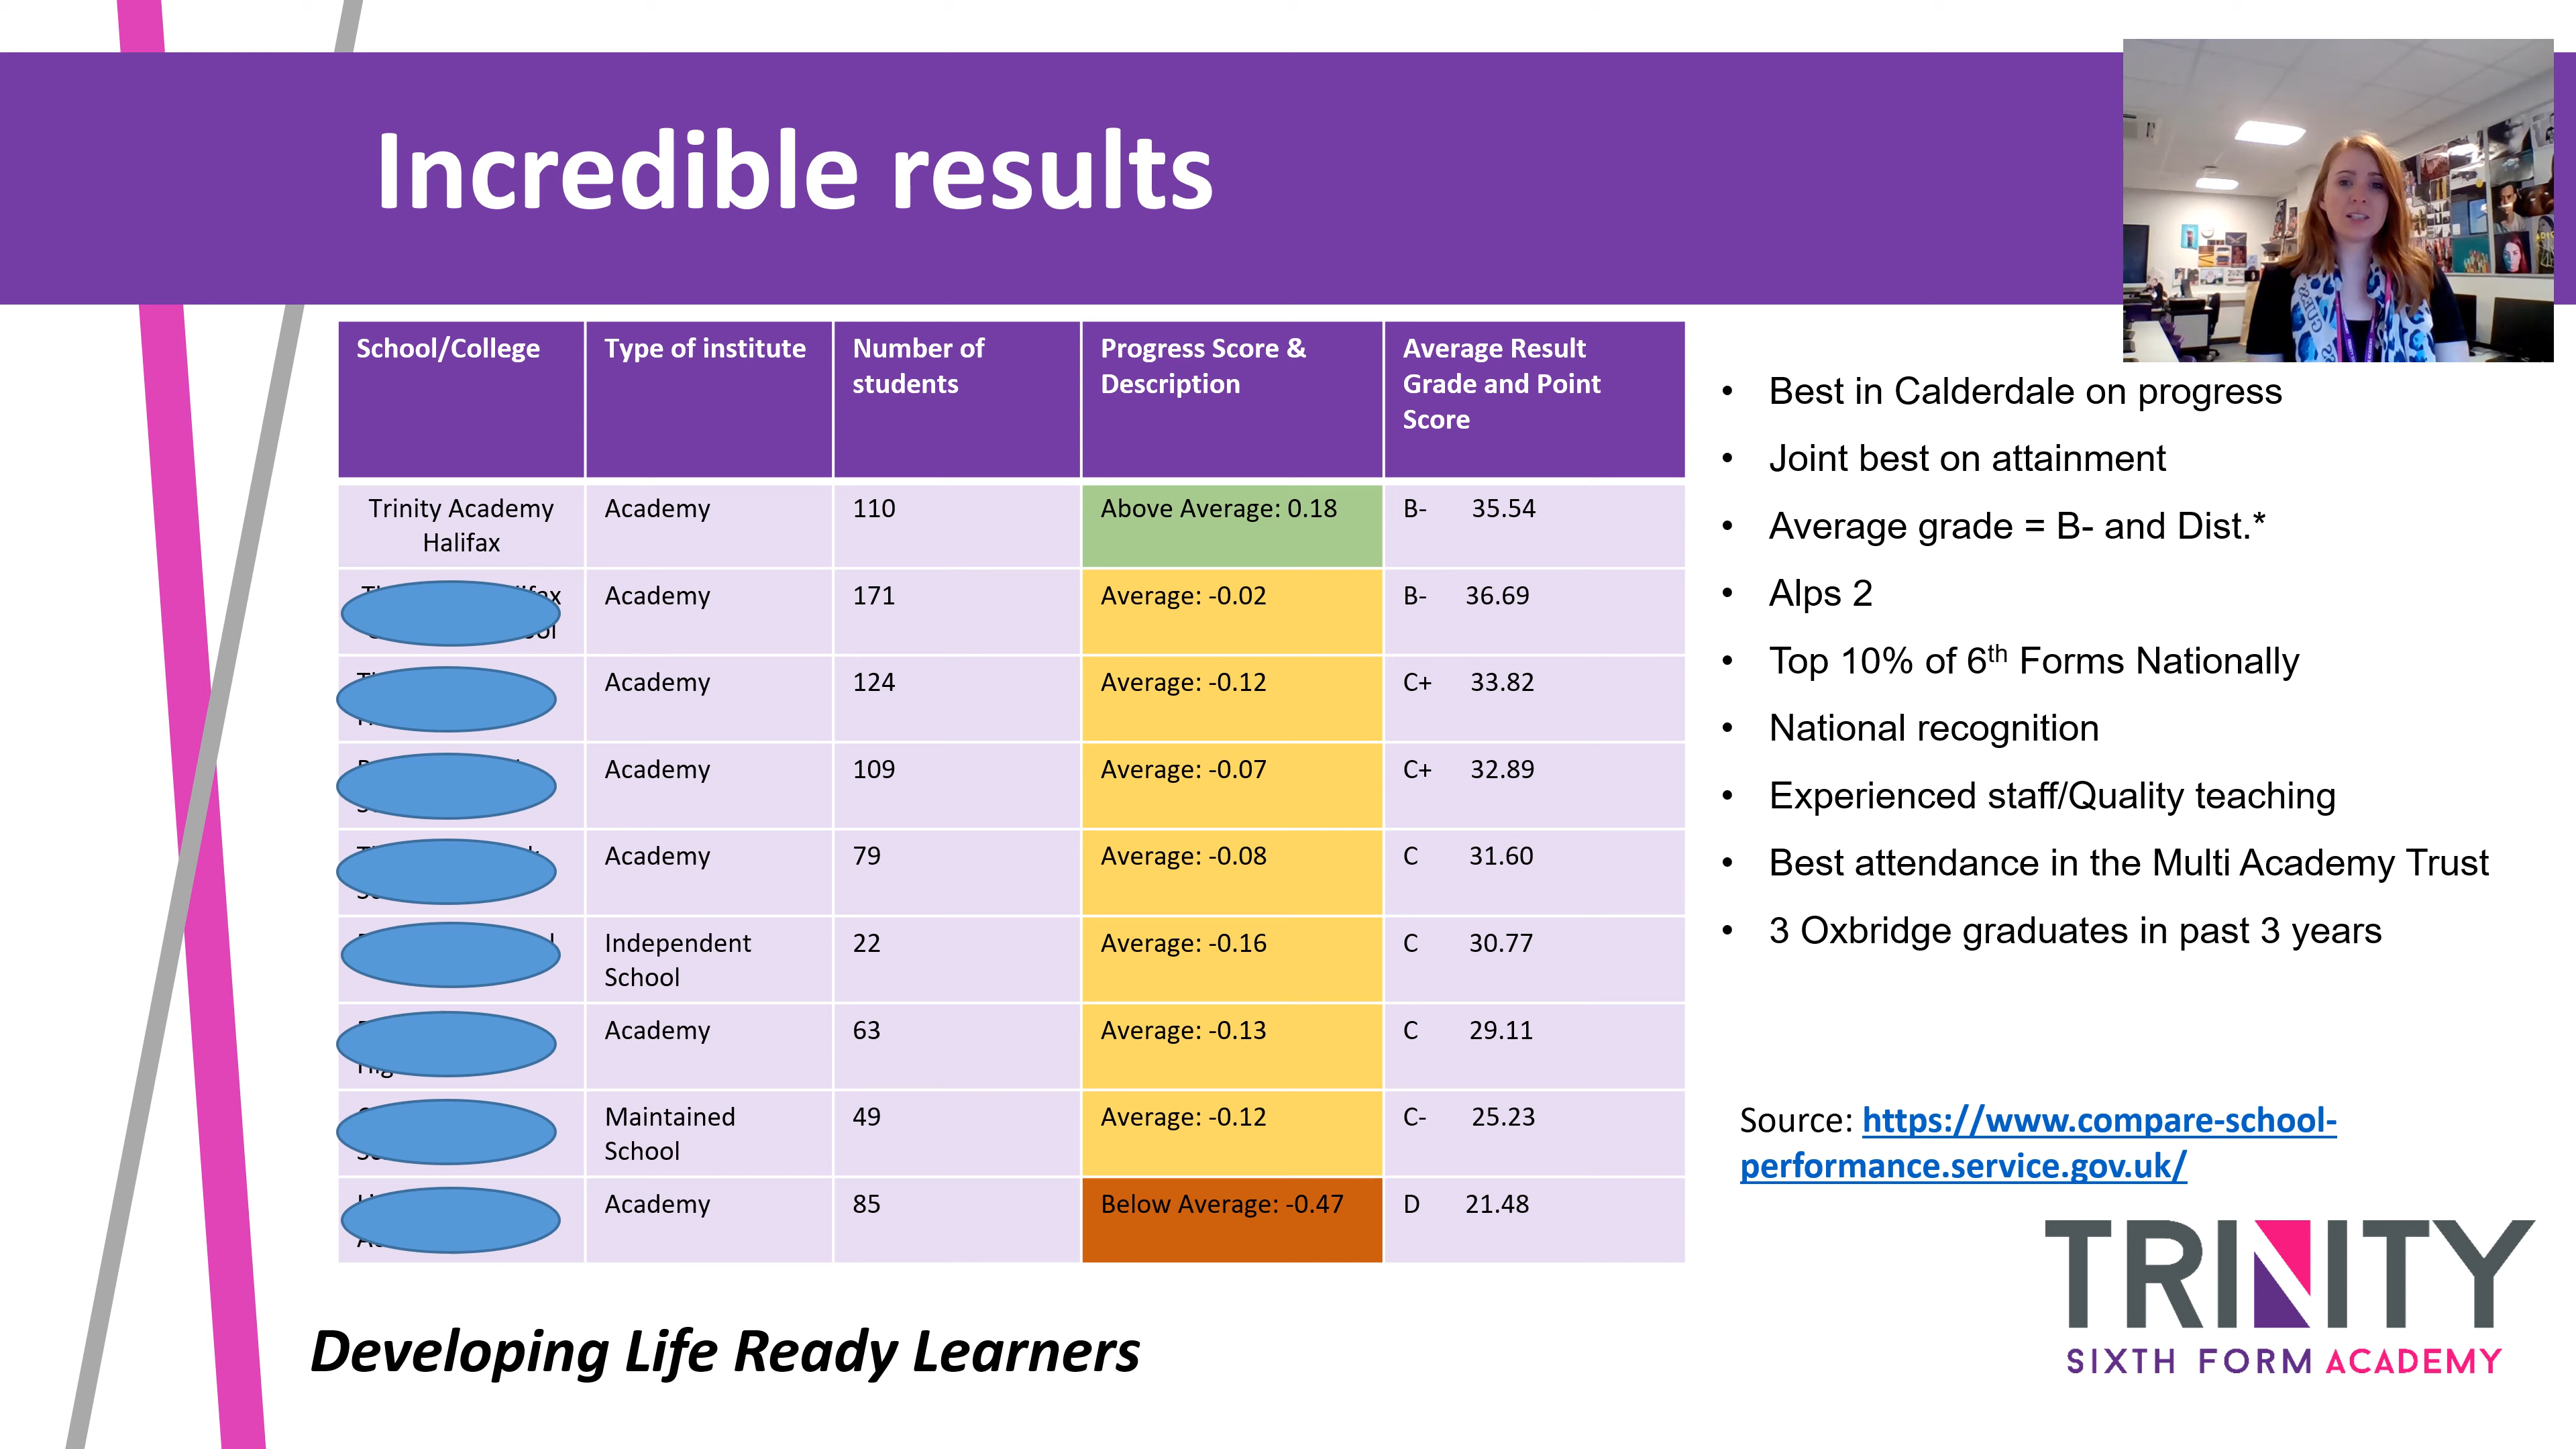 Incredible results
School/College Type of institute Number of students Progress Score & Description Average Result Grade and Point Score
Trinity Academy Halifax Academy 110 Above Average: 0.18 B- 35.54
Academy 171 Average: -0.02 B- 36.69
Academy 124 Average: -0.12 C+ 33.82
Academy 109 Average: -0.07 C+ 32.89
Academy 79 Average: -0.08 C 31.60
Independent School 22 Average: -0.16 C 30.77
Academy 63 Average: -0.13 C 29.11
Maintained School 49 Average: -0.12 C- 25.23
Academy 85 Below Average: -0.47 D 21.48
• Best in Calderdale on progress
• Joint best on attainment
• Average grade = B- and Dist.*
• Alps 2
• Top 10% of 6th Forms Nationally
• National recognition
• Experienced staff/Quality teaching
• Best attendance in the Multi Academy Trust
• 3 Oxbridge graduates in past 3 years
Source: https://www.compare-school-
performance.service.gov.uk/
Developing Life Ready Learners
TRINITY
SIXTH FORM ACADEMY
GUESS